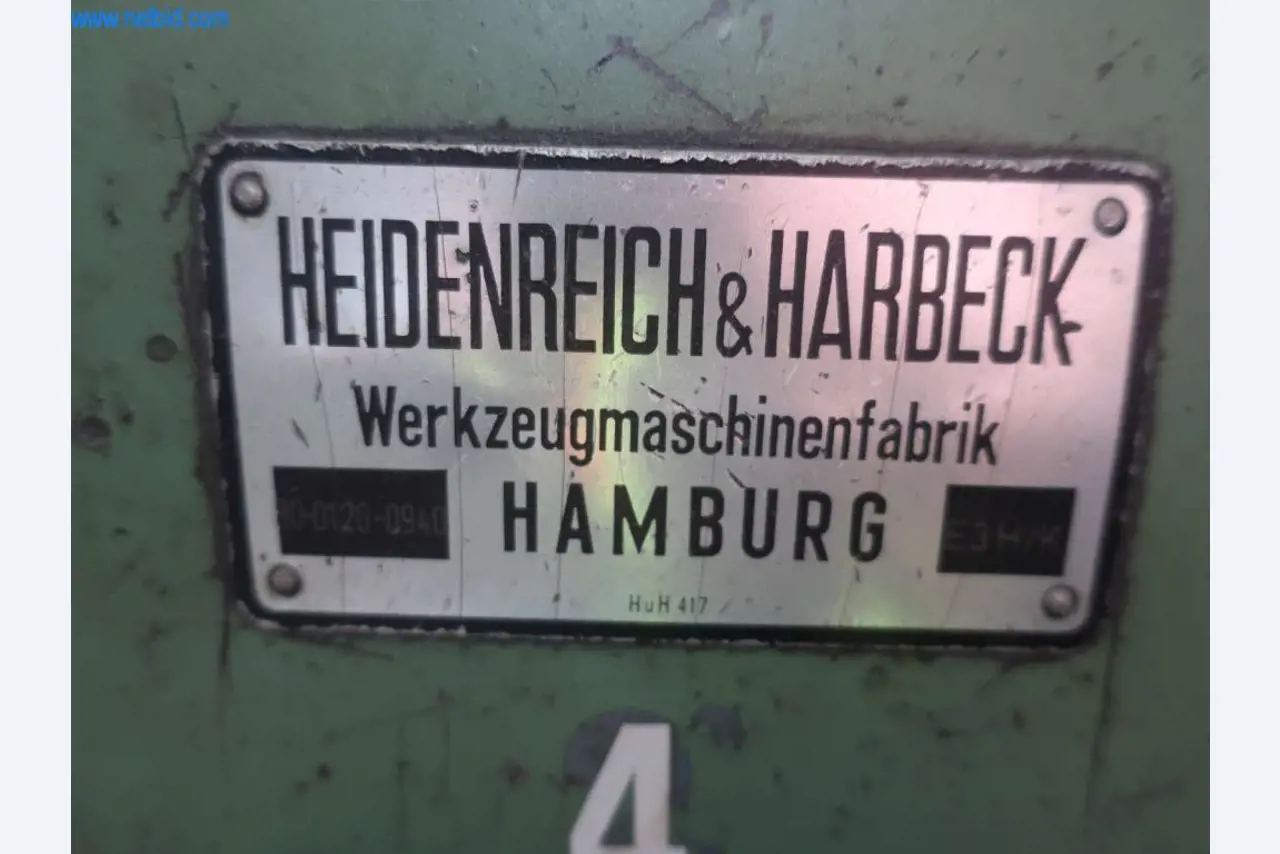 www.netbid.com
HEIDENREICH & HARBECK
Werkzeugmaschinenfabrik
HAMBURG
HuH 417
4